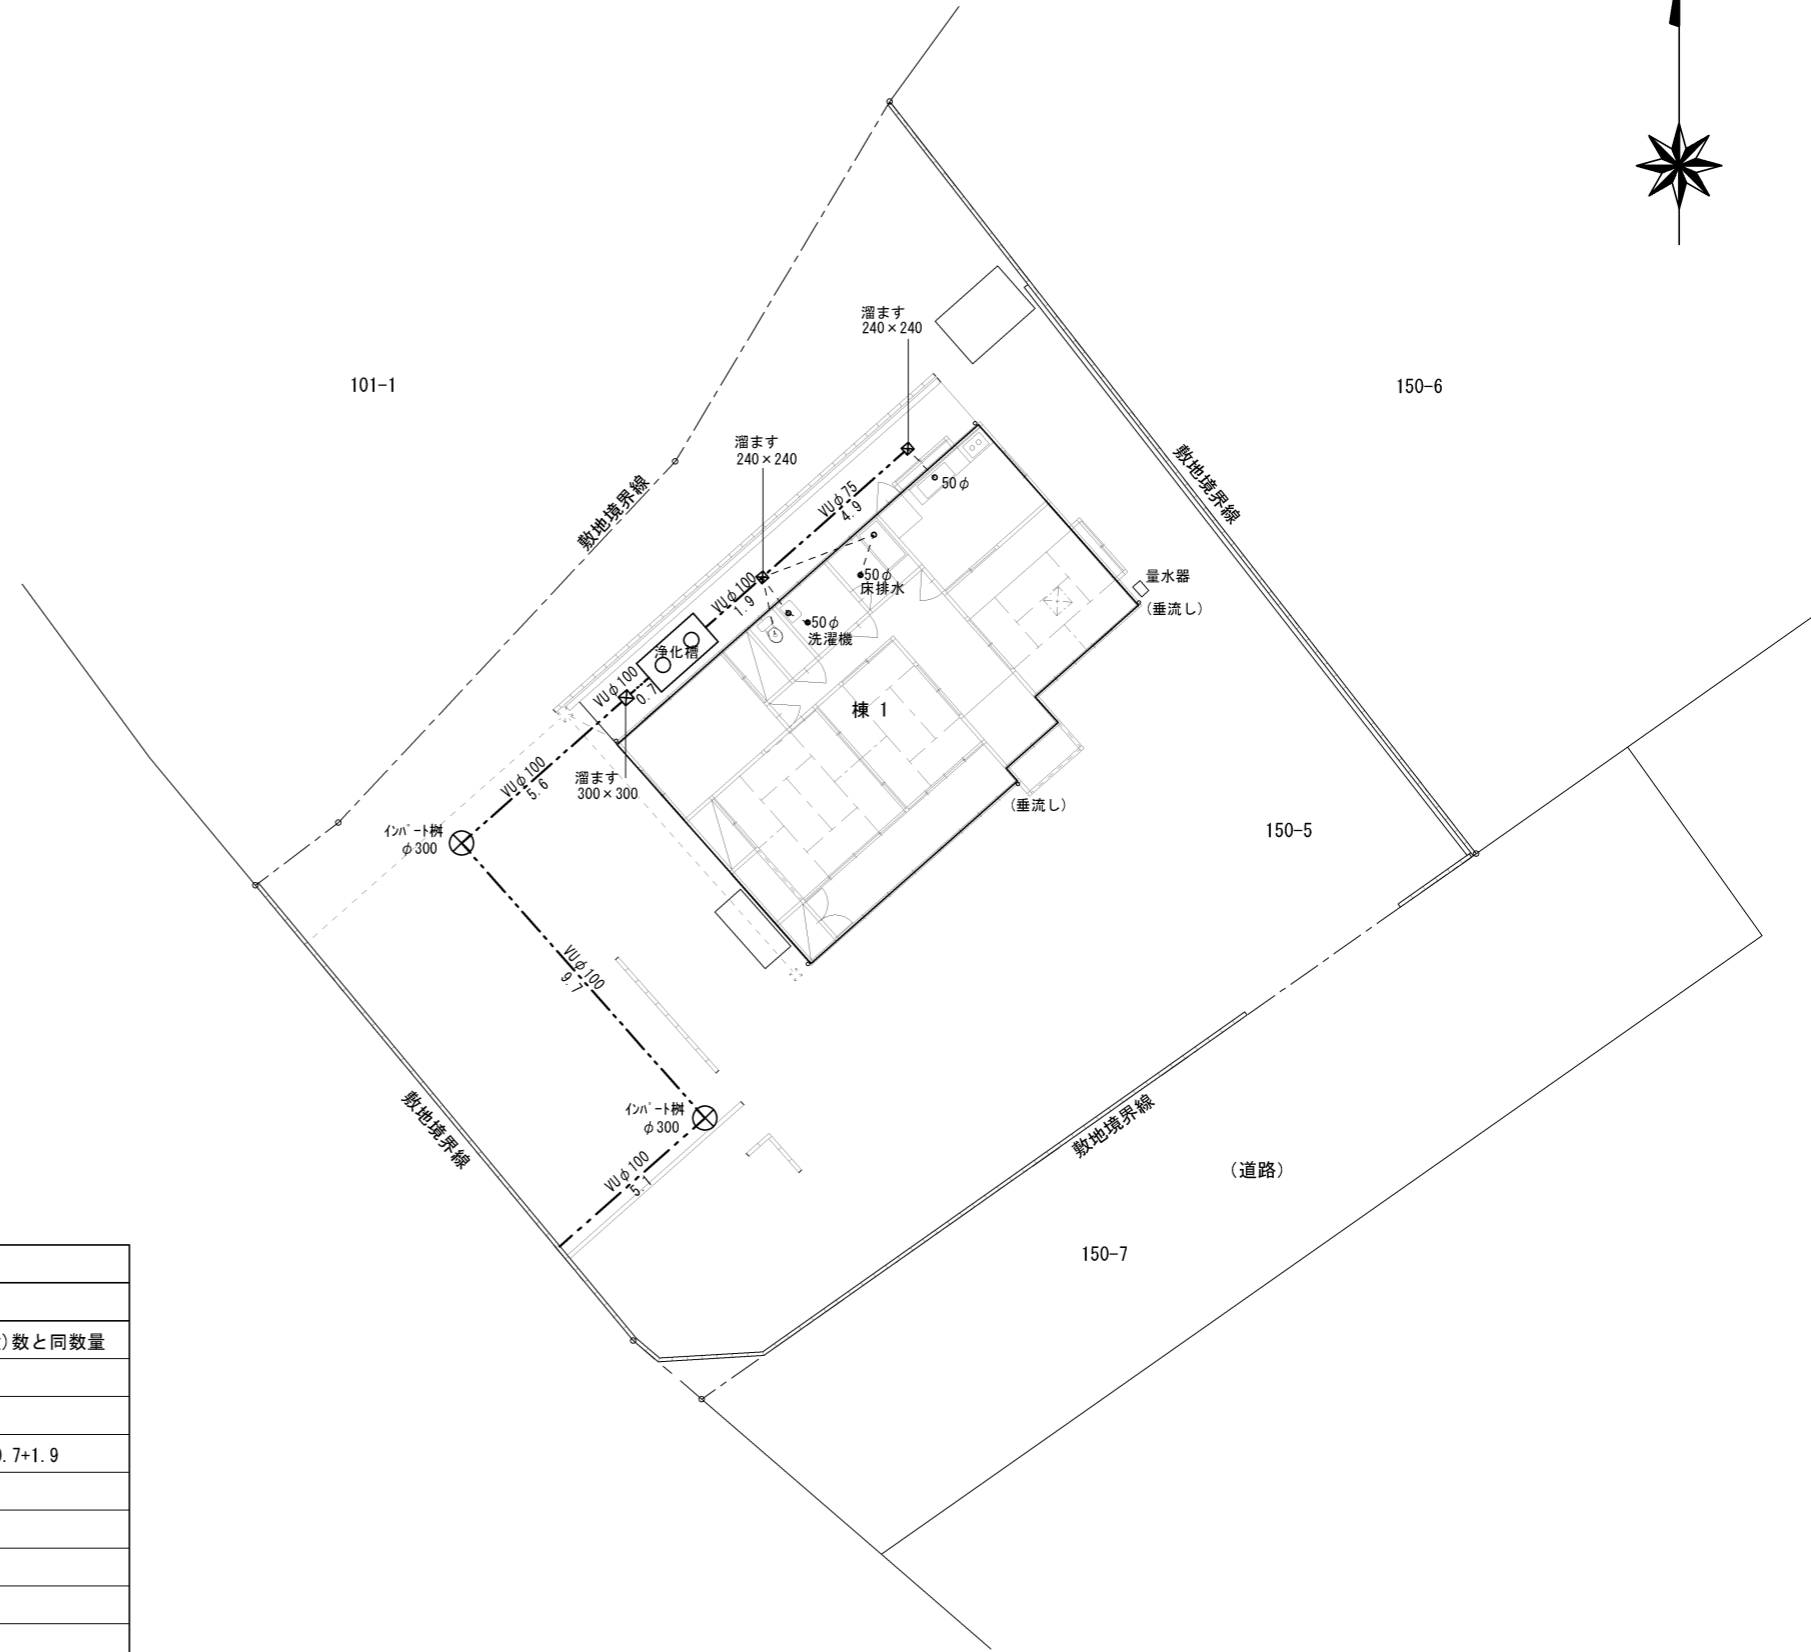 溜ます
240×240
101-1
150-6
溜ます
240×240
敷地境界線
敷地境界線
VUφ75
4.9
50φ
VUφ100
1.9
50φ
床排水
量水器
(垂流し)
50φ
洗濯機
浄化槽
VUφ100
0.7
棟 1
VUφ100
5.6
溜ます
300×300
(垂流し)
150-5
インバート桝
φ300
VUφ100
9.7
インバート桝
φ300
敷地境界線
敷地境界線
VUφ100
5.1
(道路)
150-7
)数と同数量
.7+1.9